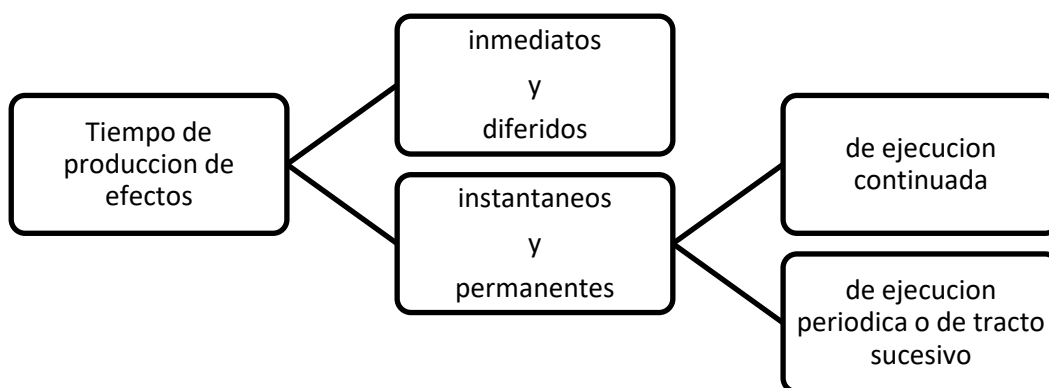 Tiempo de
produccion de
efectos
inmediatos
y
diferidos
instantaneos
y
permanentes
de ejecucion
continuada
de ejecucion
periodica o de tracto
sucesivo